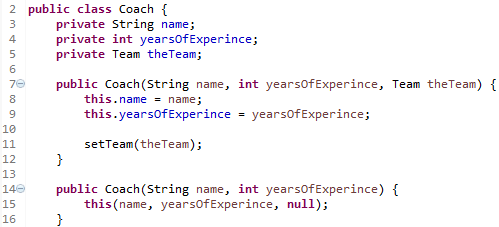 2 public class Coach {
3     private String name;
4     private int yearsOfExperince;
5     private Team theTeam;
6
7     public Coach(String name, int yearsOfExperince, Team theTeam) {
8         this.name = name;
9         this.yearsOfExperince = yearsOfExperince;
10
11         setTeam(theTeam);
12     }
13
14     public Coach(String name, int yearsOfExperince) {
15         this(name, yearsOfExperince, null);
16     }